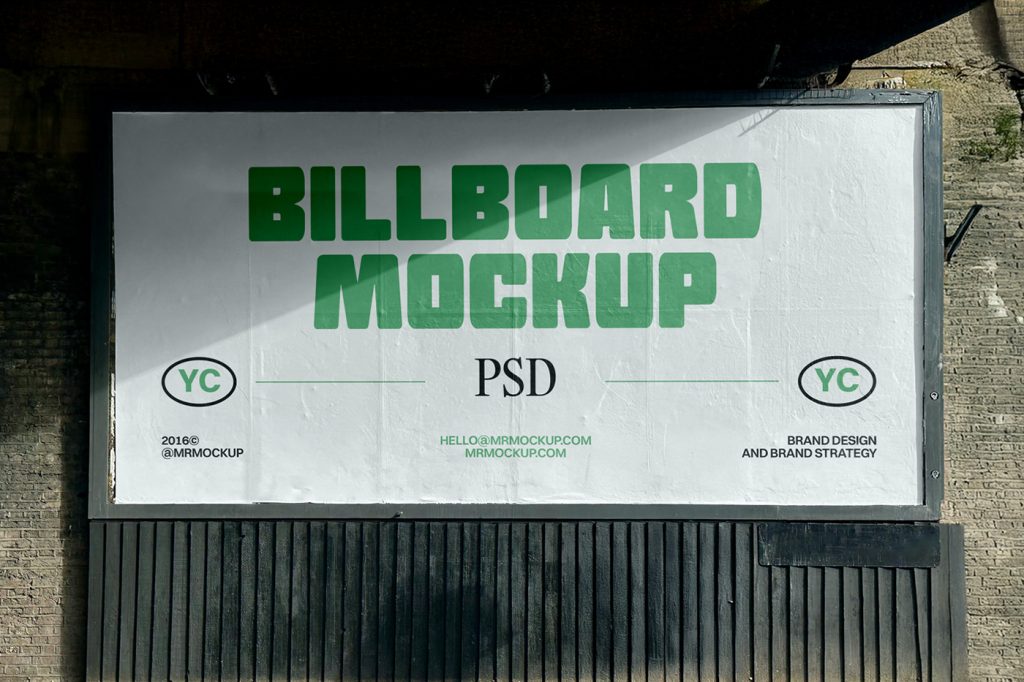 BILLBOARD
MOCKUP
YC
PSD
YC
2016©
@MRMOCKUP
HELLO@MRMOCKUP.COM
MRMOCKUP.COM
BRAND DESIGN
AND BRAND STRATEGY